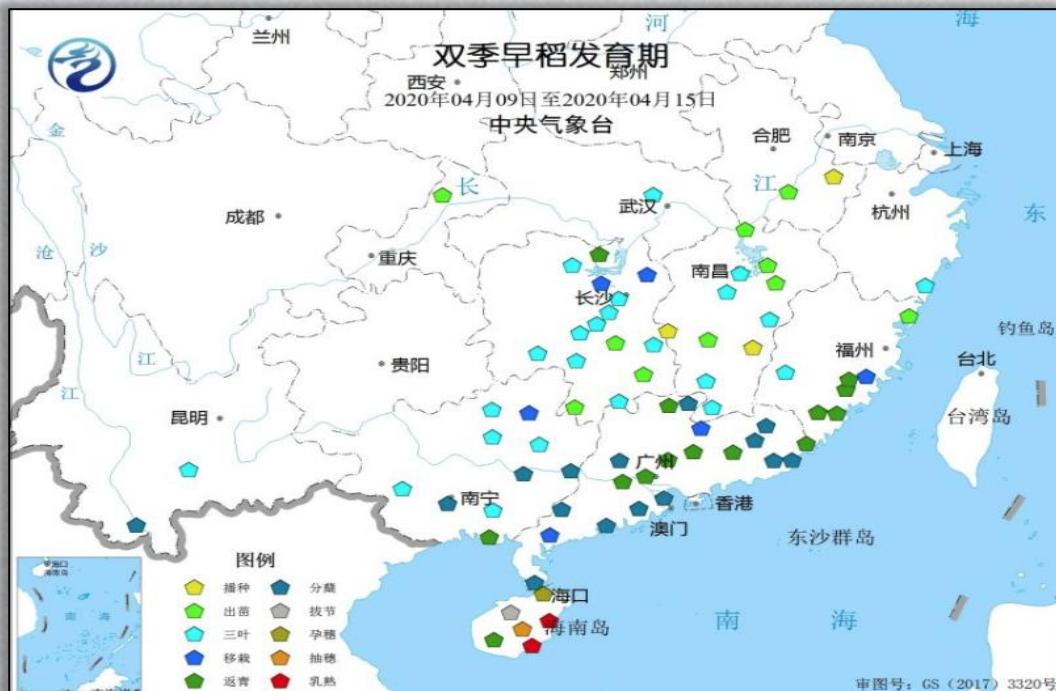 海
河
兰州
双季早稻发育期
郑州
西安
2020年04月09日至2020年04月15日
中央气象台
金
合肥
南京
上海
长
江
成都
武汉
杭州
东
沧
沙
重庆
南昌
长沙
钓鱼岛
江
贵阳
福州
台北
江
昆明
台湾岛
广州
南宁
香港
澳门
东沙群岛
图例
海口
海南岛
南海
播种
分蘖
海口
出苗
拔节
海南岛
南
海
三叶
孕穗
移栽
抽穗
返青
乳熟
审图号：GS（2017）3320号